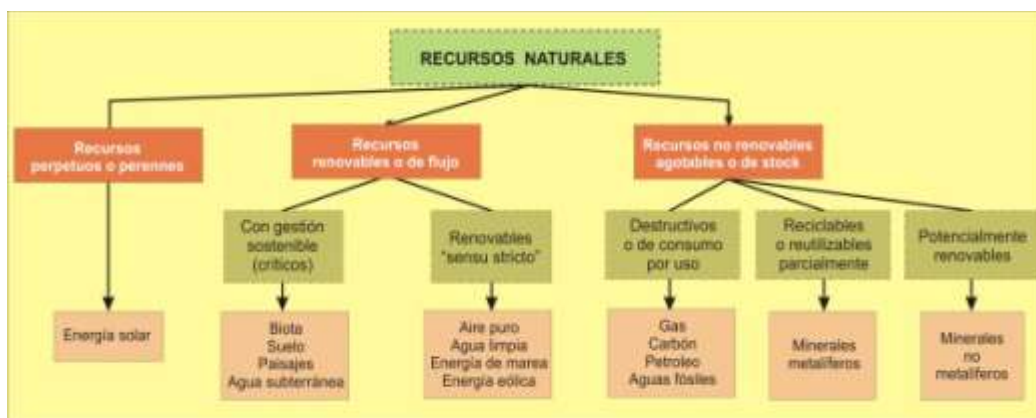 RECURSOS NATURALES
Recursos
perpetuos o perennes
Recursos
renovables o de flujo
Recursos no renovables
agotables o de stock
Con gestión
sostenible
(críticos)
Renovables
"sensu stricto"
Destructivos
o de consumo
por uso
Reciclables
o reutilizables
parcialmente
Potencialmente
renovables
Energía solar
Biota
Suelo
Paisajes
Agua subterránea
Aire puro
Agua limpia
Energía de marea
Energía eólica
Gas
Carbón
Petroleo
Aguas fósiles
Minerales
metalíferos
Minerales
no
metalíferos